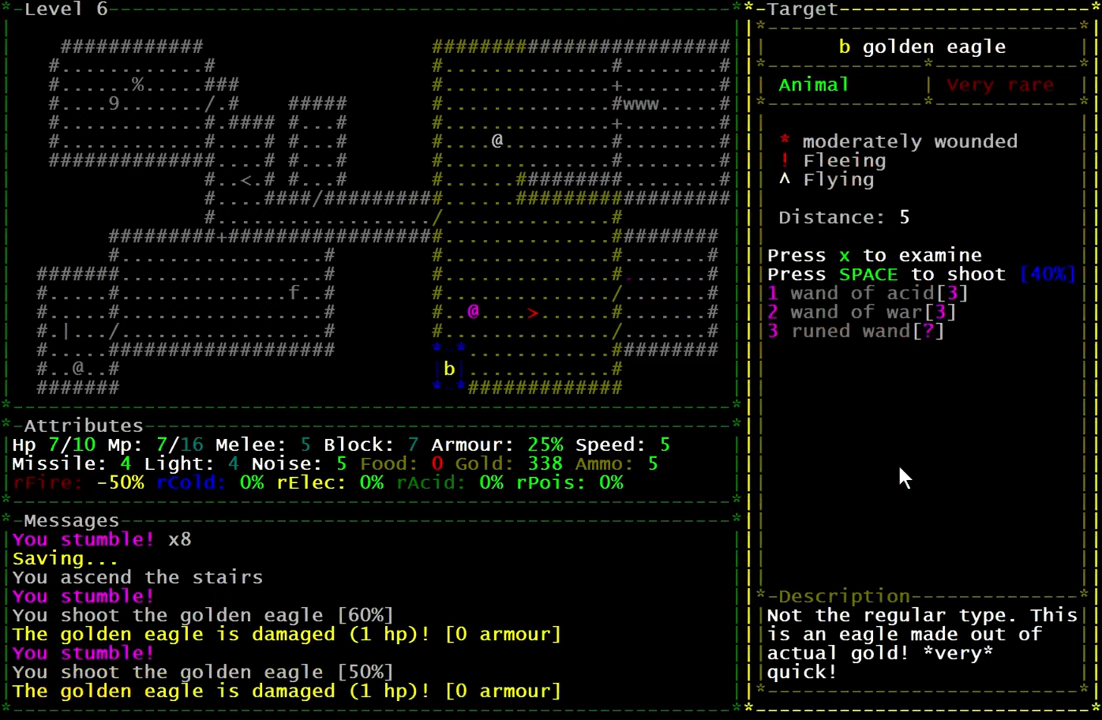 Level 6
############ ###############################
#............# #..............#........#
#.......%....### #..............+........#
#....9......./.# ##### #..............#www.....#
#............#.#### #...# #....@.........+........#
#............#....# #...# #..............#........#
##############....# #...# #..............#........#
#..<.# #...# #......#########........#
#....####/##########......##################
#................../..............#
#########+#################..............#
#.................# #..............#.......#
#######.................# #..............#.......#
#.....#..............f..# #............../.......#
#.|.../.................# #..@....>......#.......#
#.....################### * *............/########
#..@..# b.............#
####### * *#############
Attributes
Hp 7/10 Mp: 7/16 Melee: 5 Block: 7 Armour: 25% Speed: 5
Missile: 4 Light: 4 Noise: 5 Food: 0 Gold: 338 Ammo: 5
rFire: -50% rCold: 0% rElec: 0% rAcid: 0% rPois: 0%
Messages
You stumble! x8
Saving...
You ascend the stairs
You stumble!
You shoot the golden eagle [60%]
The golden eagle is damaged (1 hp)! [0 armour]
You stumble!
You shoot the golden eagle [50%]
The golden eagle is damaged (1 hp)! [0 armour]
Target
b golden eagle
Animal | Very rare
* moderately wounded
! Fleeing
^ Flying
Distance: 5
Press x to examine
Press SPACE to shoot [40%]
1 wand of acid[3]
2 wand of war[3]
3 runed wand[?]
Description
Not the regular type. This
is an eagle made out of
actual gold! *very*
quick!